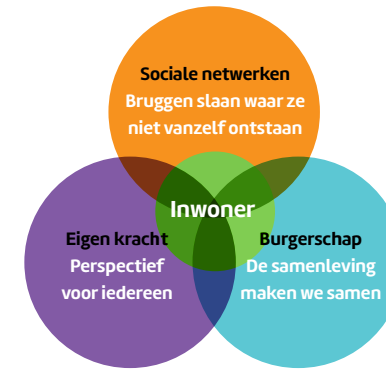 Sociale netwerken
Bruggen slaan waar ze
niet vanzelf ontstaan
Inwoner
Eigen kracht
Perspectief
voor iedereen
Burgerschap
De samenleving
maken we samen